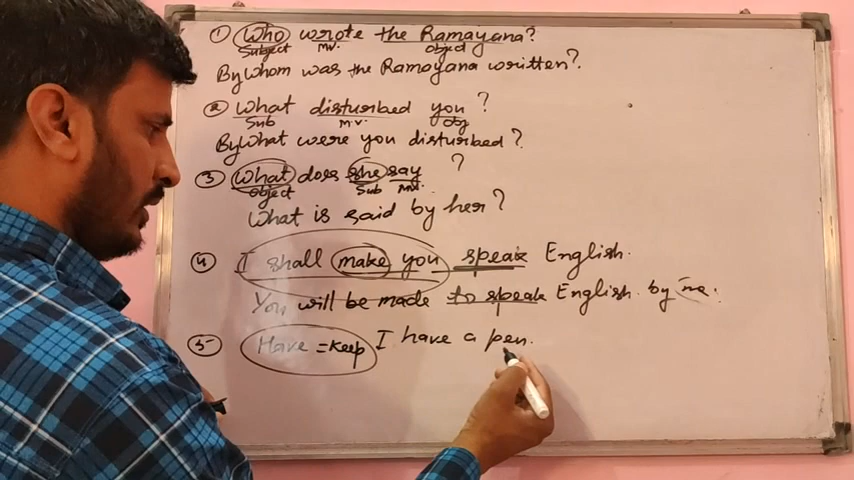 ① Who wrote the Ramayana?
Subject M.V. object
By Whom was the Ramayana written?
② What disturbed you?
Sub M.V. obj
By What were you disturbed?
③ What does she say?
object Sub M.V.
What is said by her?
④ I shall make you speak English.
You will be made to speak English by me.
⑤ Have = Keep I have a pen.